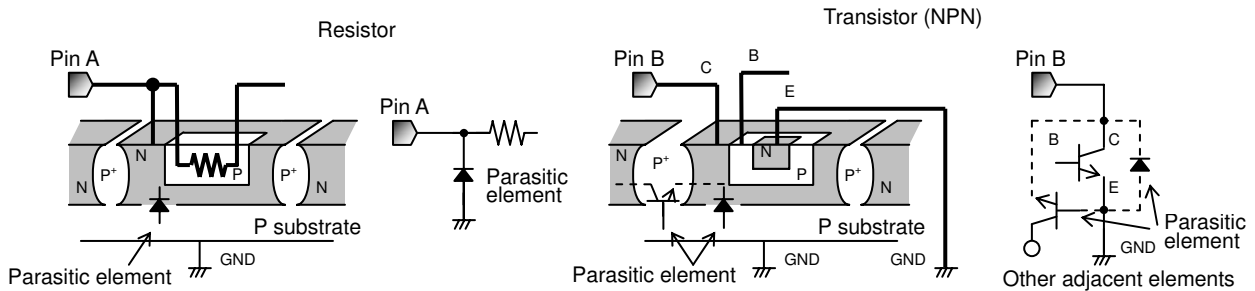 Resistor
Transistor (NPN)
Pin A
Pin B
C
B
E
Pin B
Pin A
N
N
P⁺
P
P⁺
N
Parasitic element
P substrate
GND
Parasitic
element
N
P⁺
N
P
P⁺
N
P substrate
Parasitic element
GND
GND
B
C
E
Parasitic
element
GND
Other adjacent elements